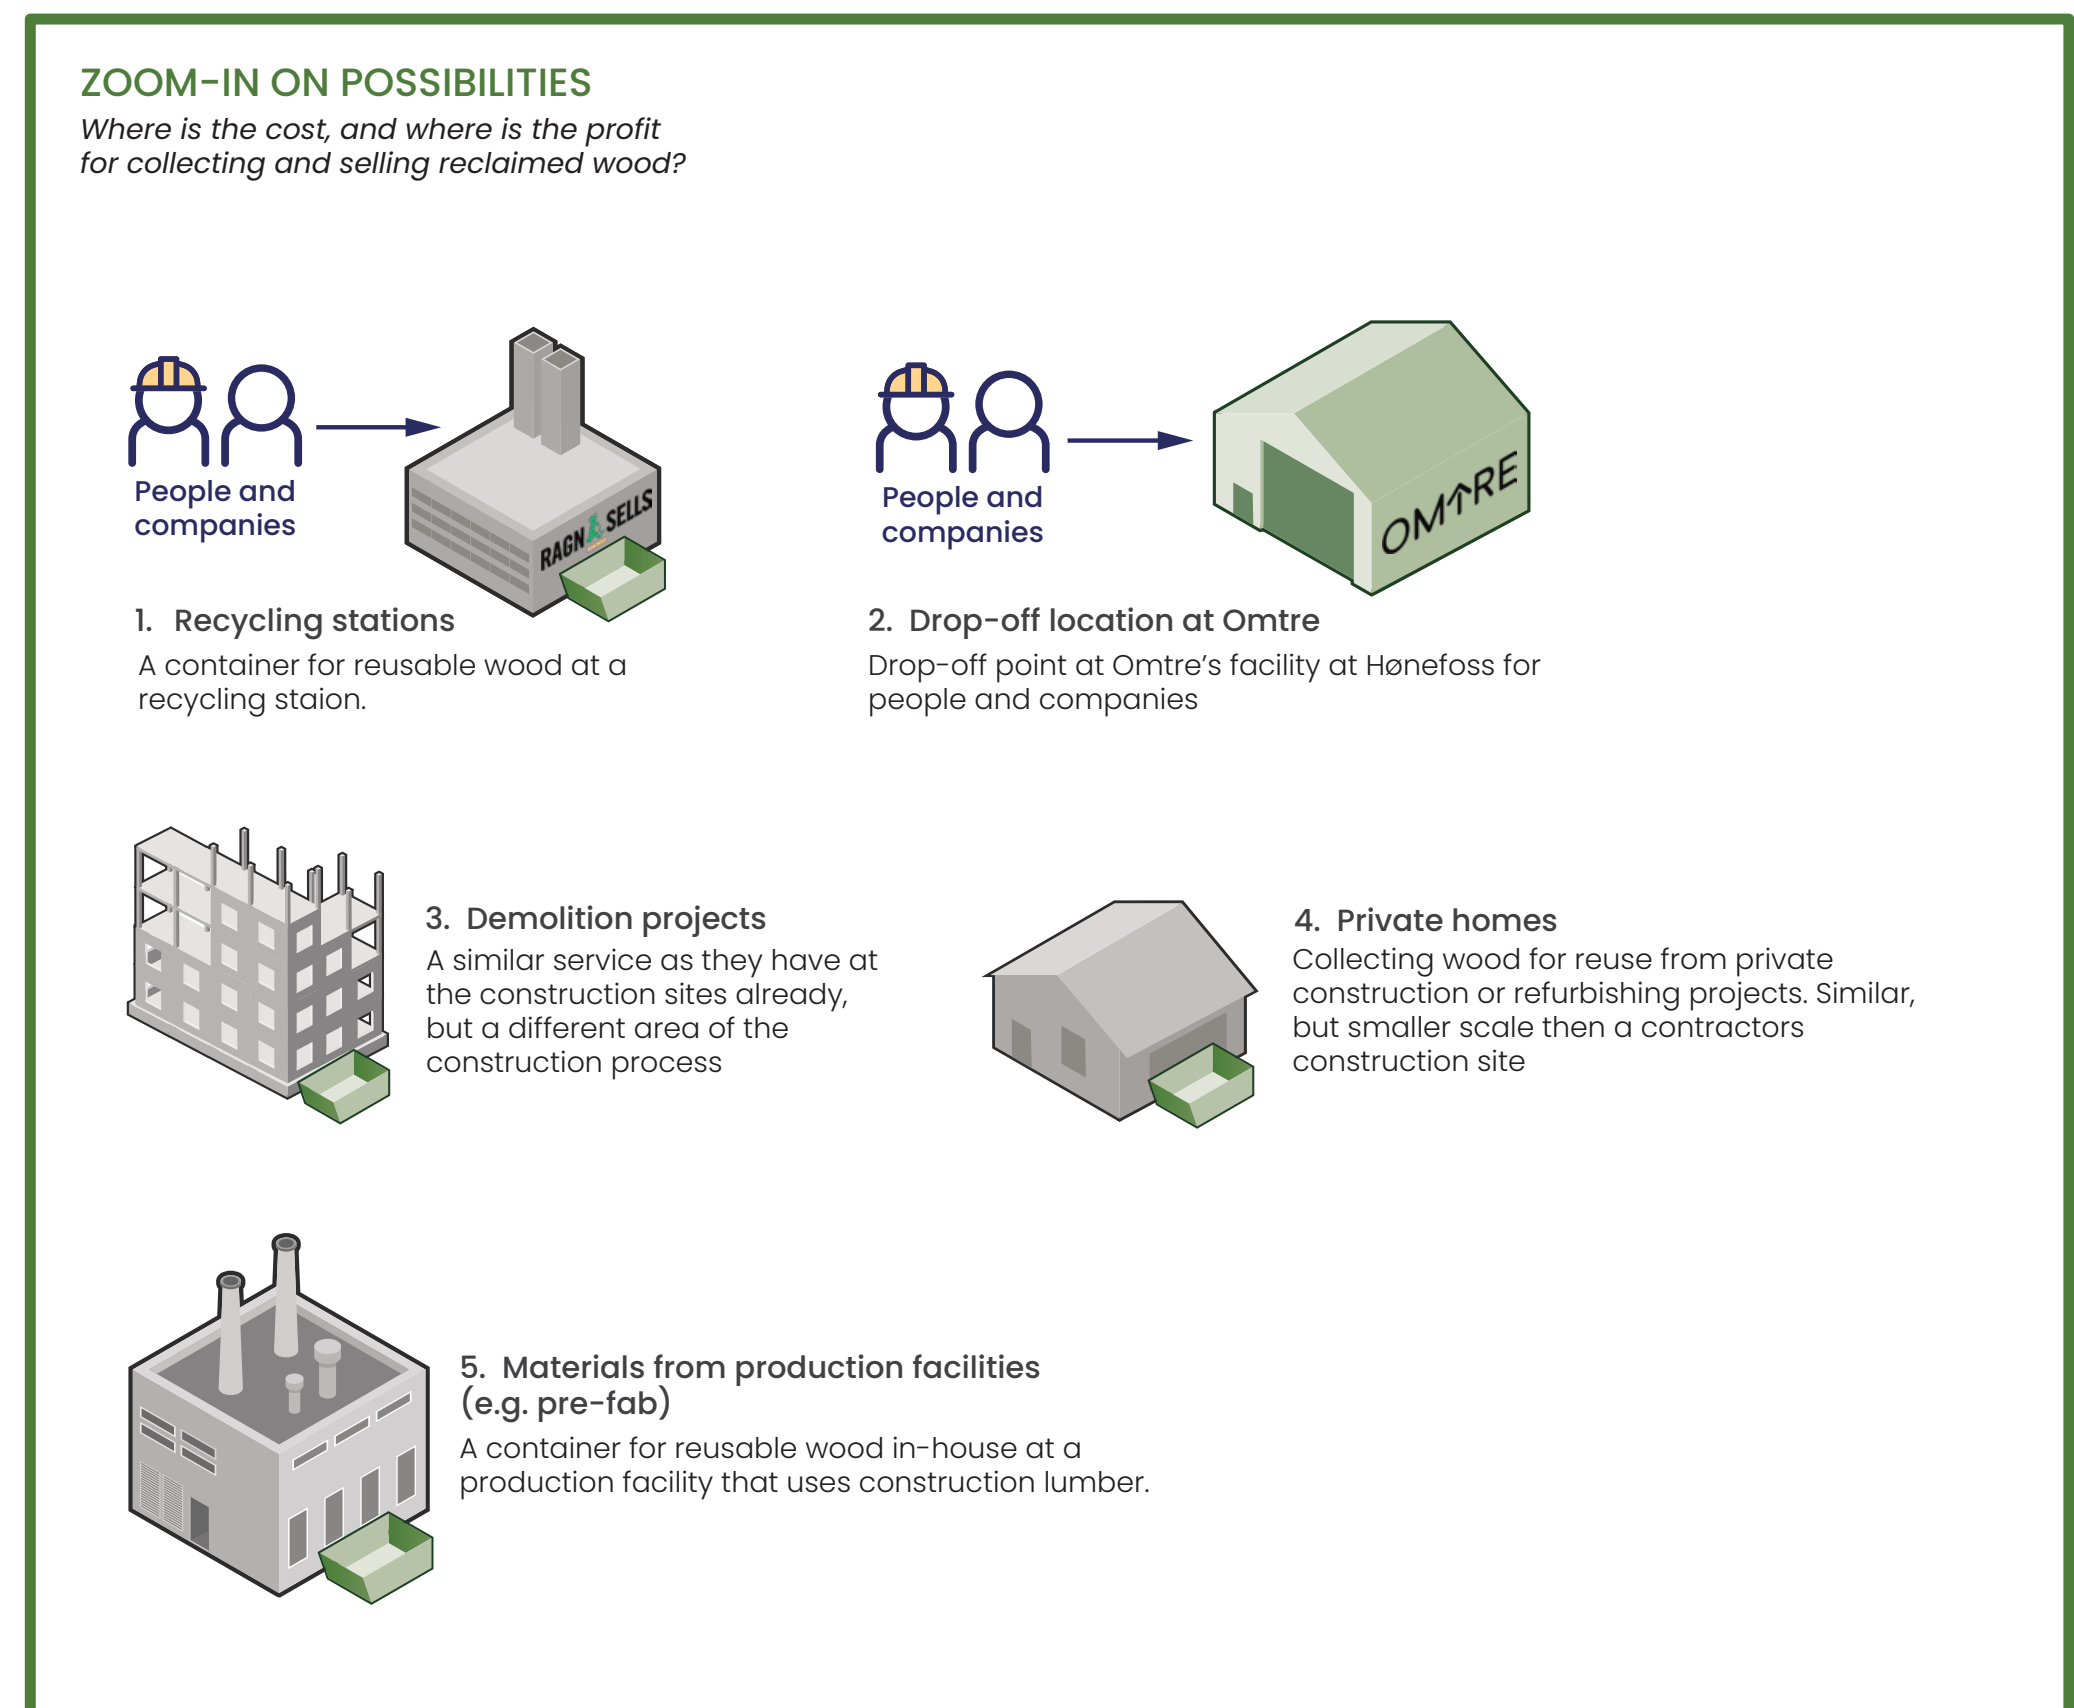 ZOOM-IN ON POSSIBILITIES
Where is the cost, and where is the profit
for collecting and selling reclaimed wood?
People and
companies
RAGN SELLS
1. Recycling stations
A container for reusable wood at a
recycling staion.
People and
companies
OMTRE
2. Drop-off location at Omtre
Drop-off point at Omtre’s facility at Hønefoss for
people and companies
3. Demolition projects
A similar service as they have at
the construction sites already,
but a different area of the
construction process
4. Private homes
Collecting wood for reuse from private
construction or refurbishing projects. Similar,
but smaller scale then a contractors
construction site
5. Materials from production facilities
(e.g. pre-fab)
A container for reusable wood in-house at a
production facility that uses construction lumber.